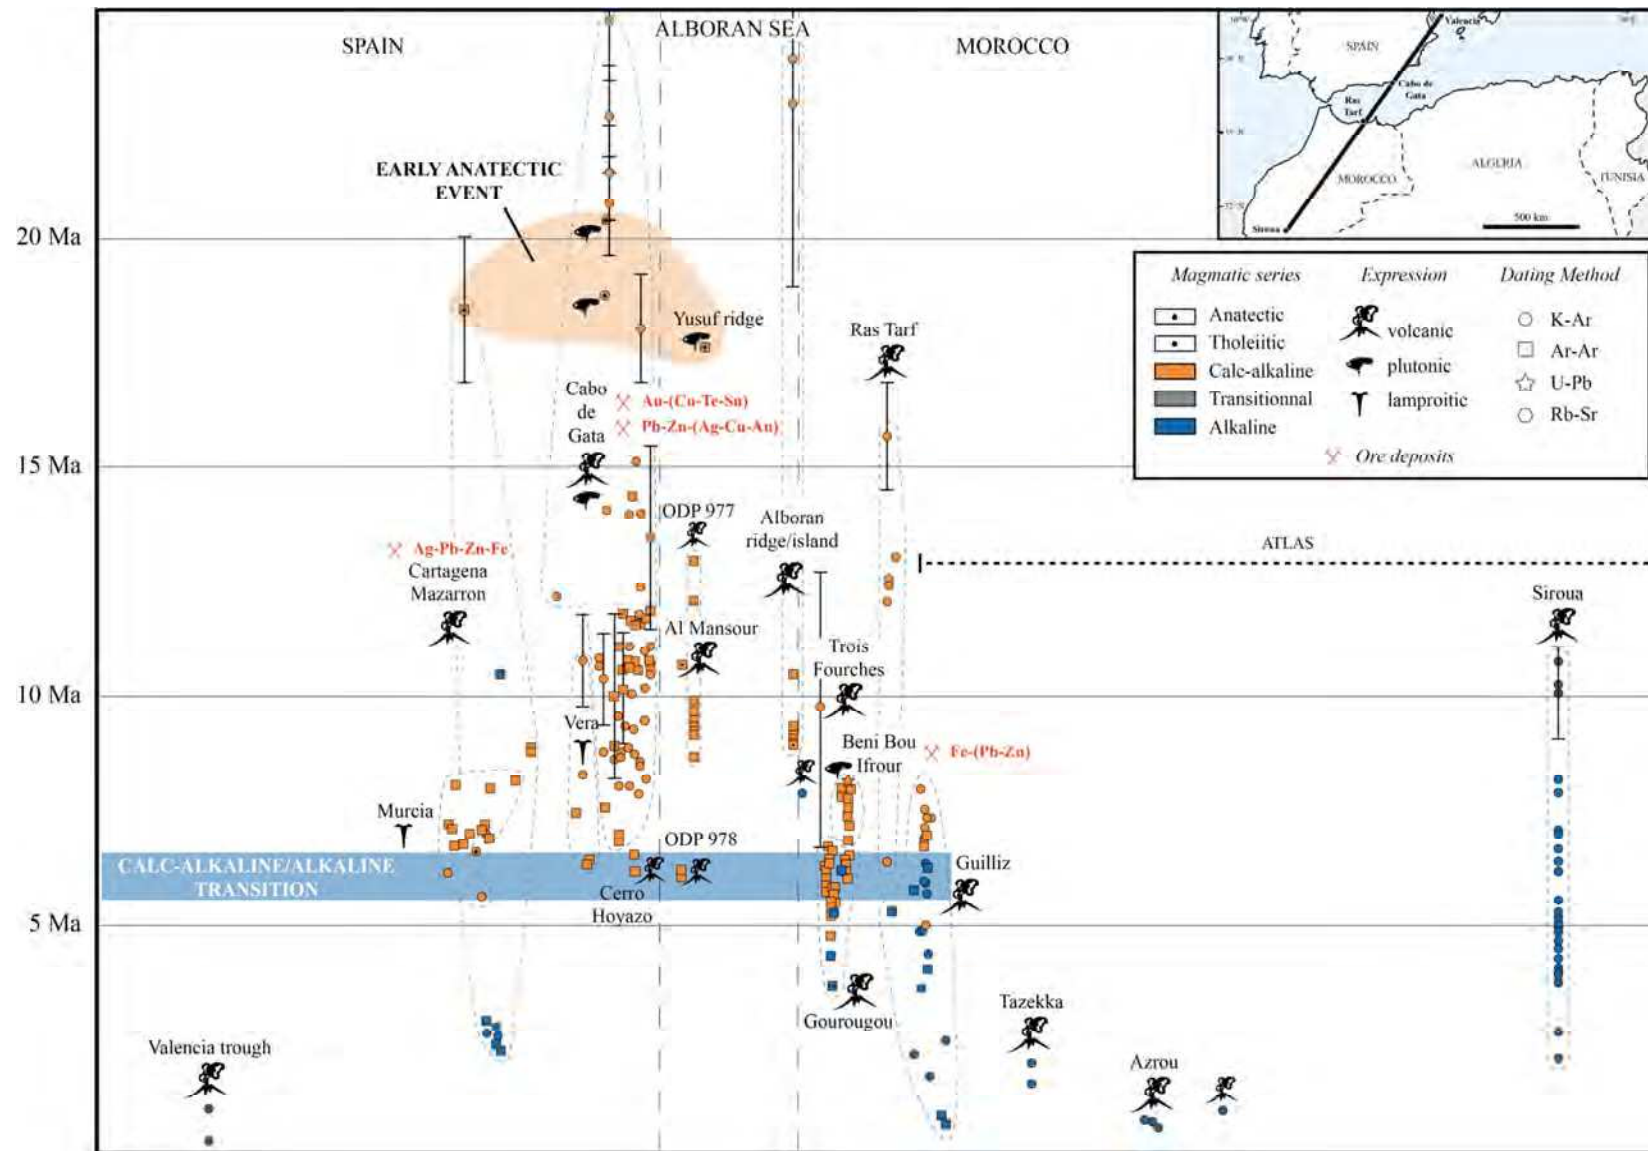 SPAIN
ALBORAN SEA
MOROCCO
EARLY ANATECTIC
EVENT
20 Ma
15 Ma
10 Ma
5 Ma
Yusuf ridge
Ras Tarf
Cabo
de
Gata
Au-(Cu-Te-Sn)
Pb-Zn-(Ag-Cu-Au)
ODP 977
Alboran
ridge/island
Ag-Pb-Zn-Fe
Cartagena
Mazarron
ATLAS
Siroua
Al Mansour
Trois
Fourches
Vera
Beni Bou
Ifrour
Fe-(Pb-Zn)
Murcia
ODP 978
CALC-ALKALINE/ALKALINE
TRANSITION
Guilliz
Cerro
Hoyazo
Gourougou
Tazekka
Valencia trough
Azrou
Valencia
SPAIN
Cabo de
Gata
Ras
Tarf
ALGERIA
MOROCCO
TUNISIA
500 km
Siroua
Magmatic series
Anatectic
Tholeiitic
Calc-alkaline
Transitionnal
Alkaline
Expression
volcanic
plutonic
lamproitic
Dating Method
K-Ar
Ar-Ar
U-Pb
Rb-Sr
Ore deposits